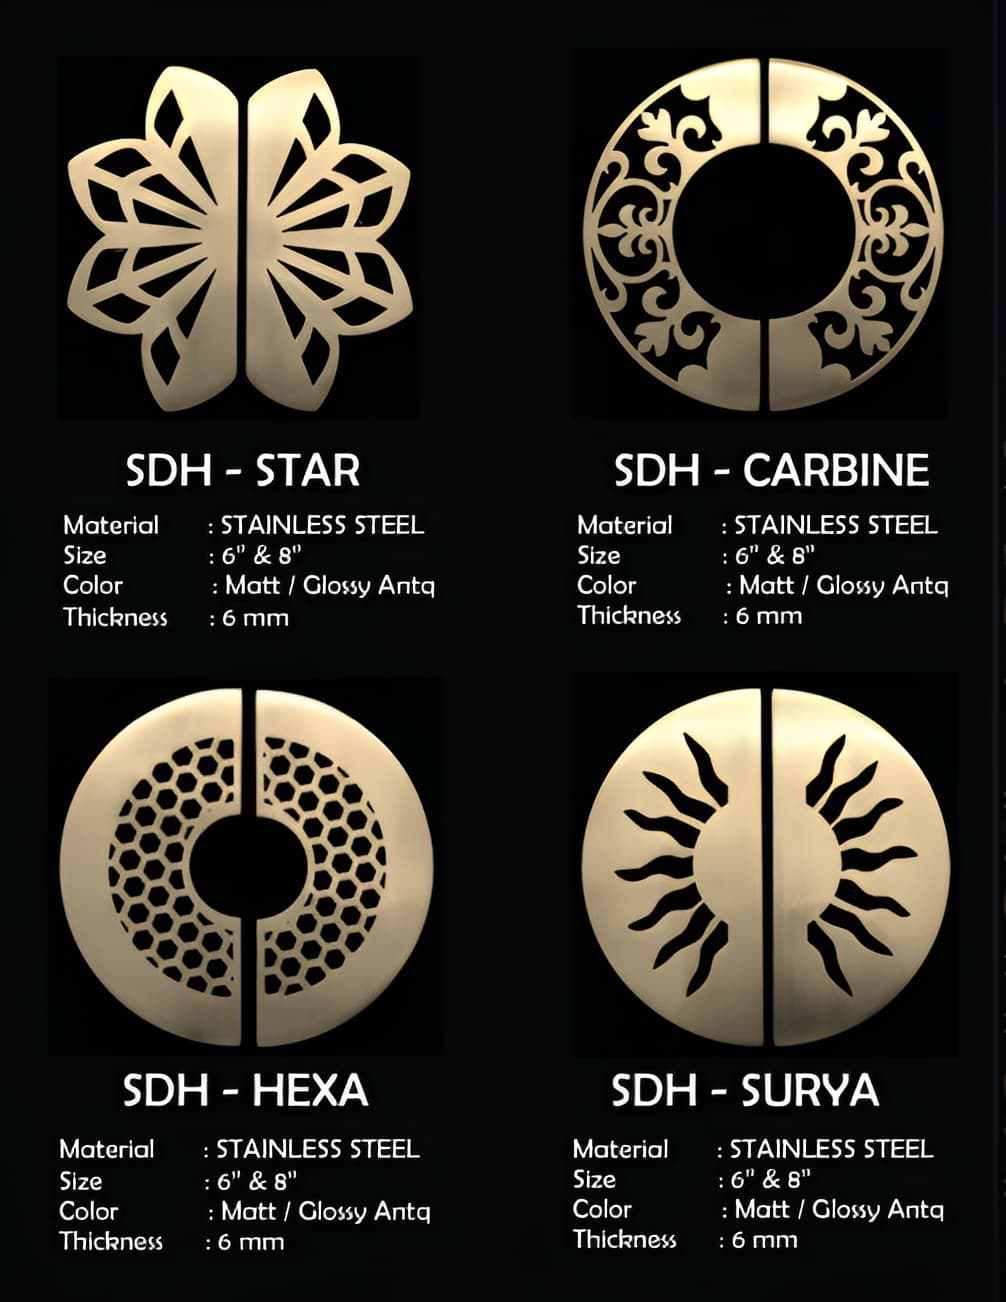 SDH - STAR
Material : STAINLESS STEEL
Size : 6" & 8"
Color : Matt / Glossy Antq
Thickness : 6 mm
SDH - CARBINE
Material : STAINLESS STEEL
Size : 6" & 8"
Color : Matt / Glossy Antq
Thickness : 6 mm
SDH - HEXA
Material : STAINLESS STEEL
Size : 6" & 8"
Color : Matt / Glossy Antq
Thickness : 6 mm
SDH - SURYA
Material : STAINLESS STEEL
Size : 6" & 8"
Color : Matt / Glossy Antq
Thickness : 6 mm